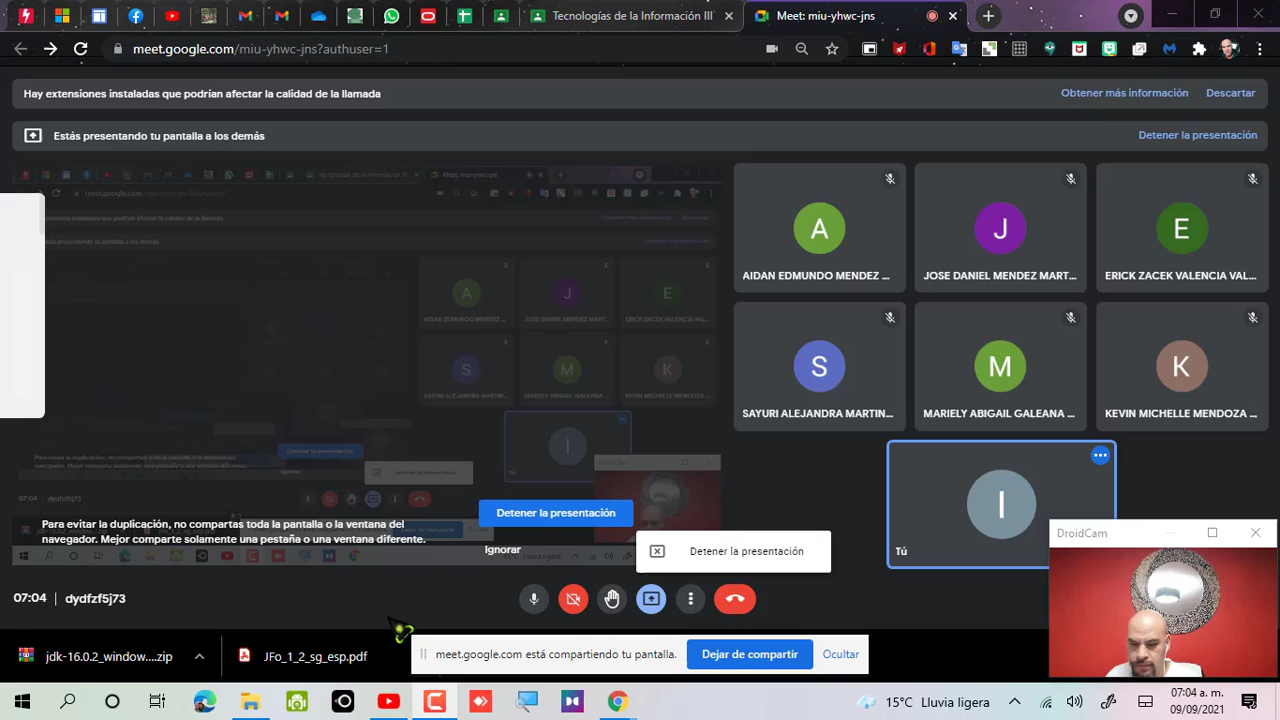 Tecnologías de la Información III
Meet: miu-yhwc-jns
meet.google.com/miu-yhwc-jns?authuser=1
Hay extensiones instaladas que podrían afectar la calidad de la llamada
Obtener más información
Descartar
Estás presentando tu pantalla a los demás
Detener la presentación
A
J
E
AIDAN EDMUNDO MENDEZ ...
JOSE DANIEL MENDEZ MART...
ERICK ZACEK VALENCIA VAL...
S
M
K
SAYURI ALEJANDRA MARTIN...
MARIELY ABIGAIL GALEANA ...
KEVIN MICHELLE MENDOZA ...
I
Tú
DroidCam
Para evitar la duplicación, no compartas toda la pantalla o la ventana del
navegador. Mejor comparte solamente una pestaña o una ventana diferente.
Detener la presentación
Ignorar
Detener la presentación
07:04 | dydfzf5j73
jdk-16.0.2_window....zip
JFo_1_2_sg_esp.pdf
meet.google.com está compartiendo tu pantalla.
Dejar de compartir
Ocultar
15°C Lluvia ligera
07:04 a. m.
09/09/2021